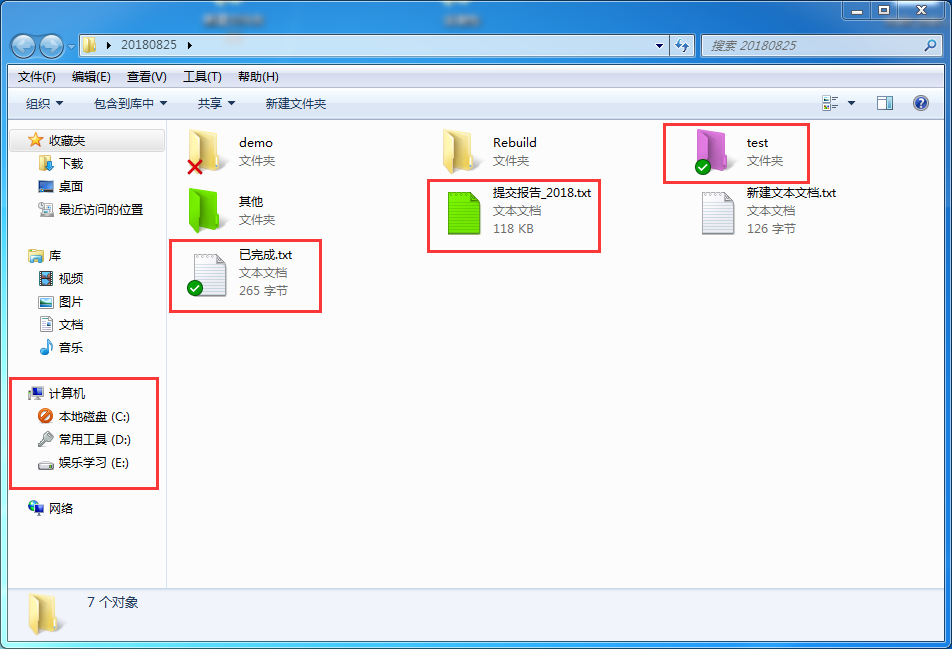 20180825
搜索 20180825
文件(F) 编辑(E) 查看(V) 工具(T) 帮助(H)
组织 包含到库中 共享 新建文件夹
收藏夹
下载
桌面
最近访问的位置
库
视频
图片
文档
音乐
计算机
本地磁盘 (C:)
常用工具 (D:)
娱乐学习 (E:)
网络
demo
文件夹
Rebuild
文件夹
test
文件夹
其他
文件夹
提交报告_2018.txt
文本文档
118 KB
新建文本文档.txt
文本文档
126 字节
已完成.txt
文本文档
265 字节
7 个对象